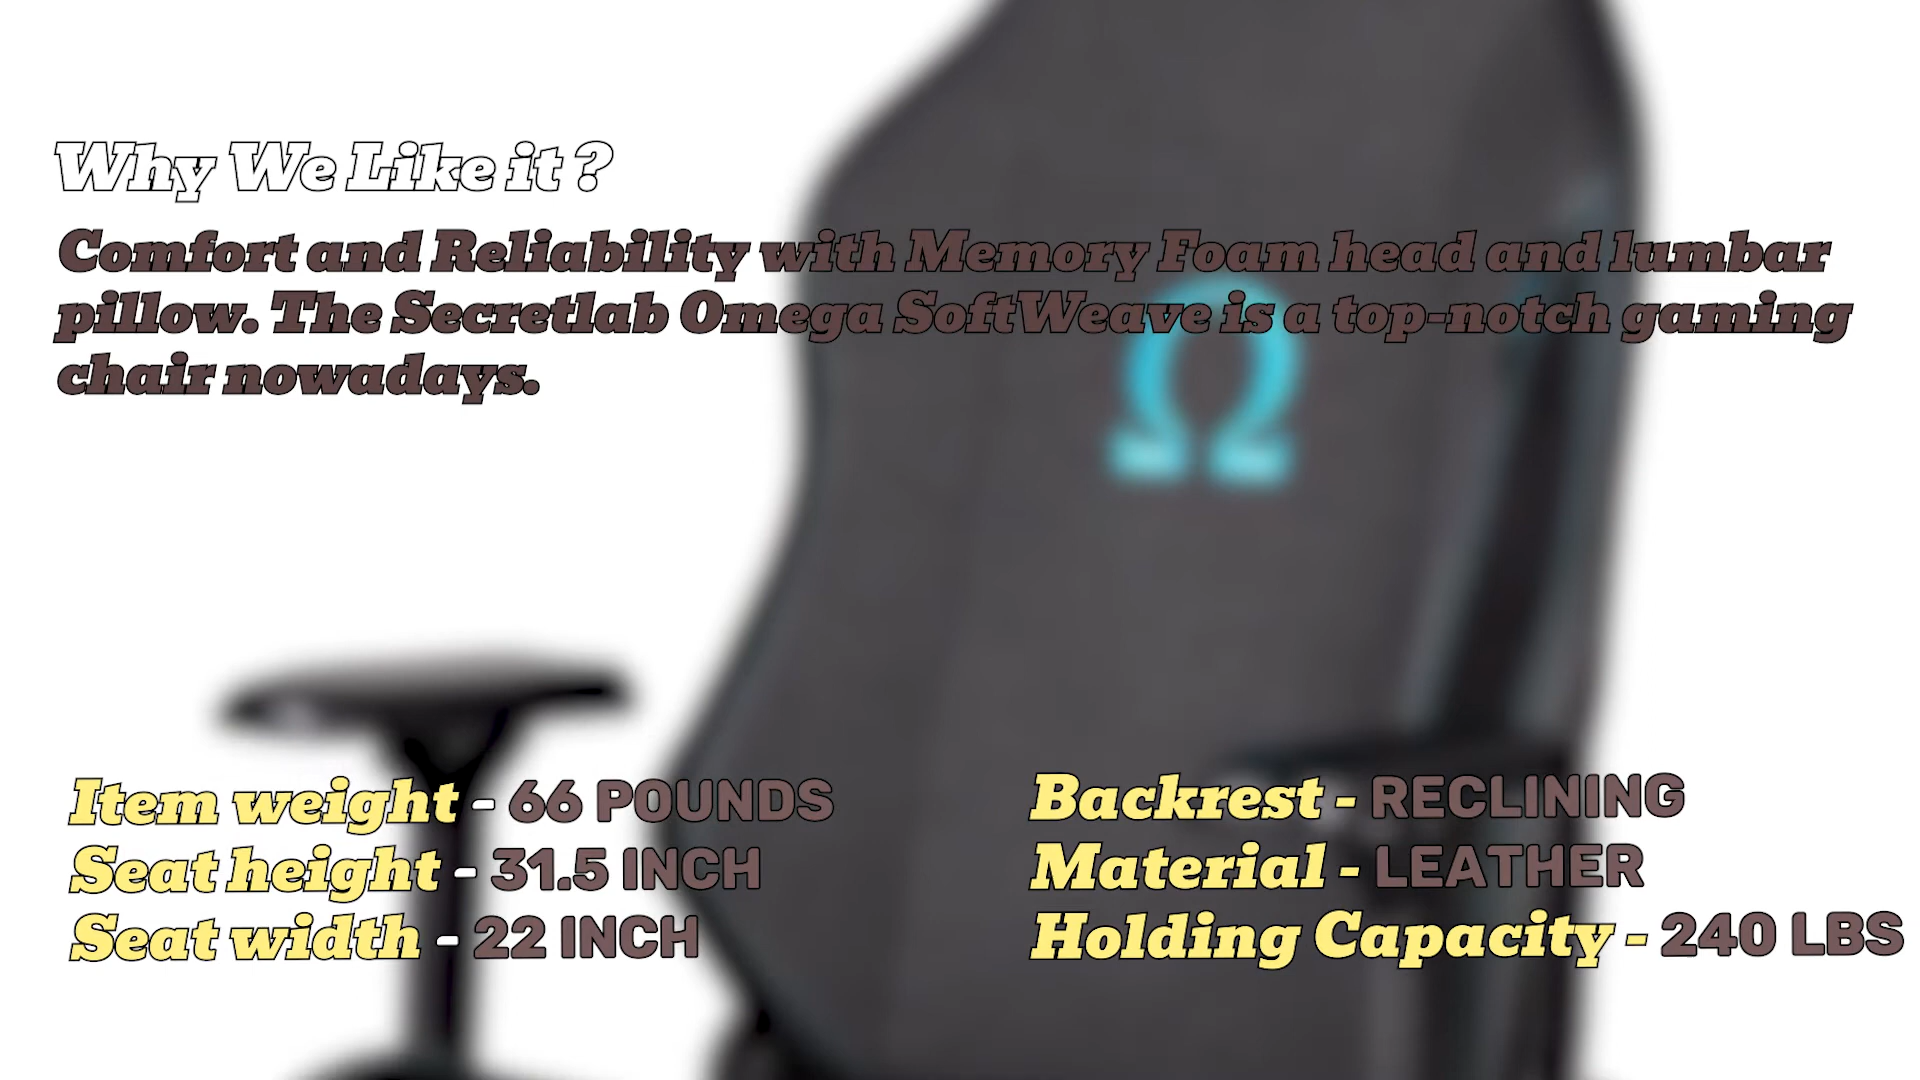 Why We Like it ?
Comfort and Reliability with Memory Foam head and lumbar
pillow. The Secretlab Omega SoftWeave is a top-notch gaming
chair nowadays.
Item weight - 66 POUNDS
Seat height - 31.5 INCH
Seat width - 22 INCH
Backrest - RECLINING
Material - LEATHER
Holding Capacity - 240 LBS